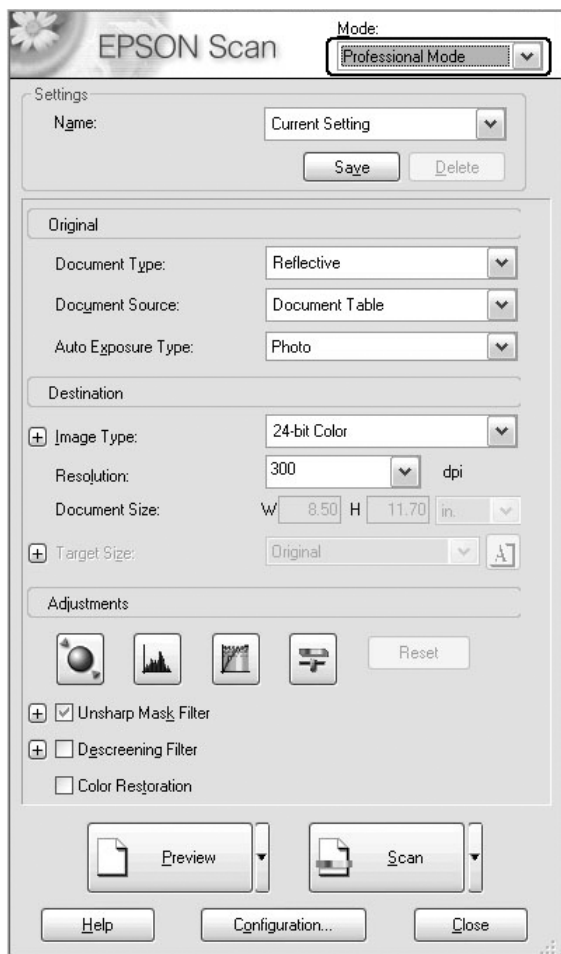 EPSON Scan
Mode:
Professional Mode
Settings
Name: Current Setting
Save Delete
Original
Document Type: Reflective
Document Source: Document Table
Auto Exposure Type: Photo
Destination
Image Type: 24-bit Color
Resolution: 300 dpi
Document Size: W 8.50 H 11.70 in.
Target Size: Original A
Adjustments
Reset
Unsharp Mask Filter
Descreening Filter
Color Restoration
Preview Scan
Help Configuration... Close